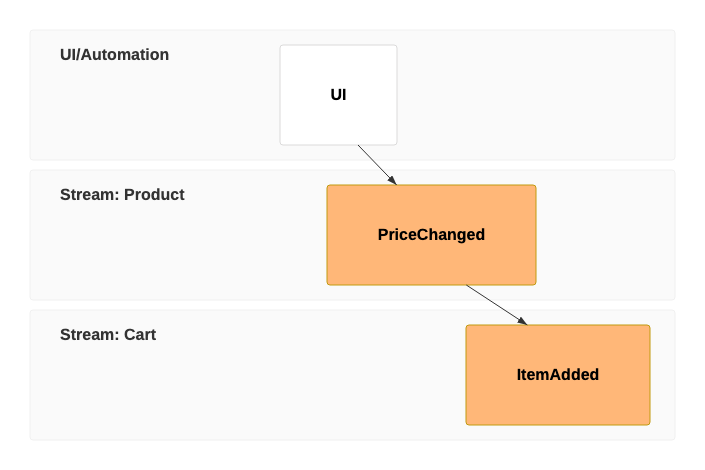 UI/Automation
UI
Stream: Product
PriceChanged
Stream: Cart
ItemAdded